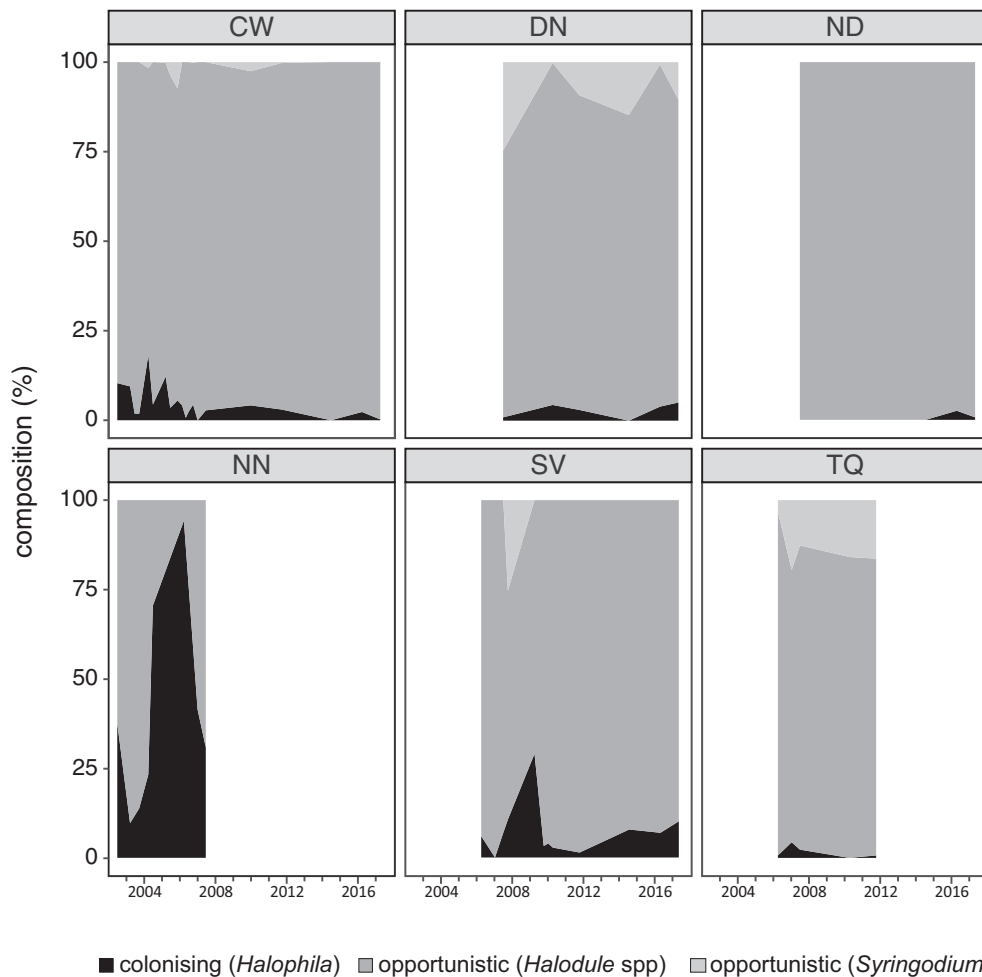 CW DN ND
100
75
50
25
0
NN SV TQ
100
75
50
25
0
composition (%)
2004 2008 2012 2016 2004 2008 2012 2016 2004 2008 2012 2016
colonising (Halophila) opportunistic (Halodule spp) opportunistic (Syringodium